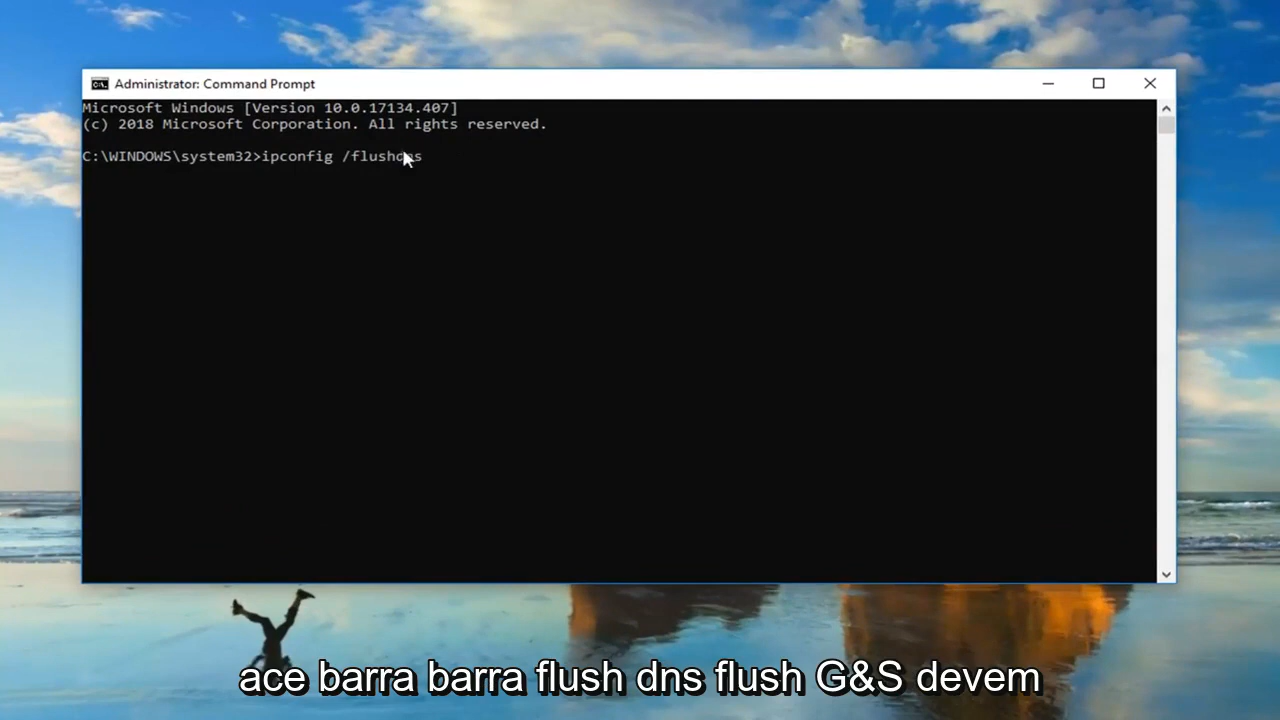 Administrator: Command Prompt
Microsoft Windows [Version 10.0.17134.407]
(c) 2018 Microsoft Corporation. All rights reserved.
C:\WINDOWS\system32>ipconfig /flushdns
ace barra barra flush dns flush G&S devem